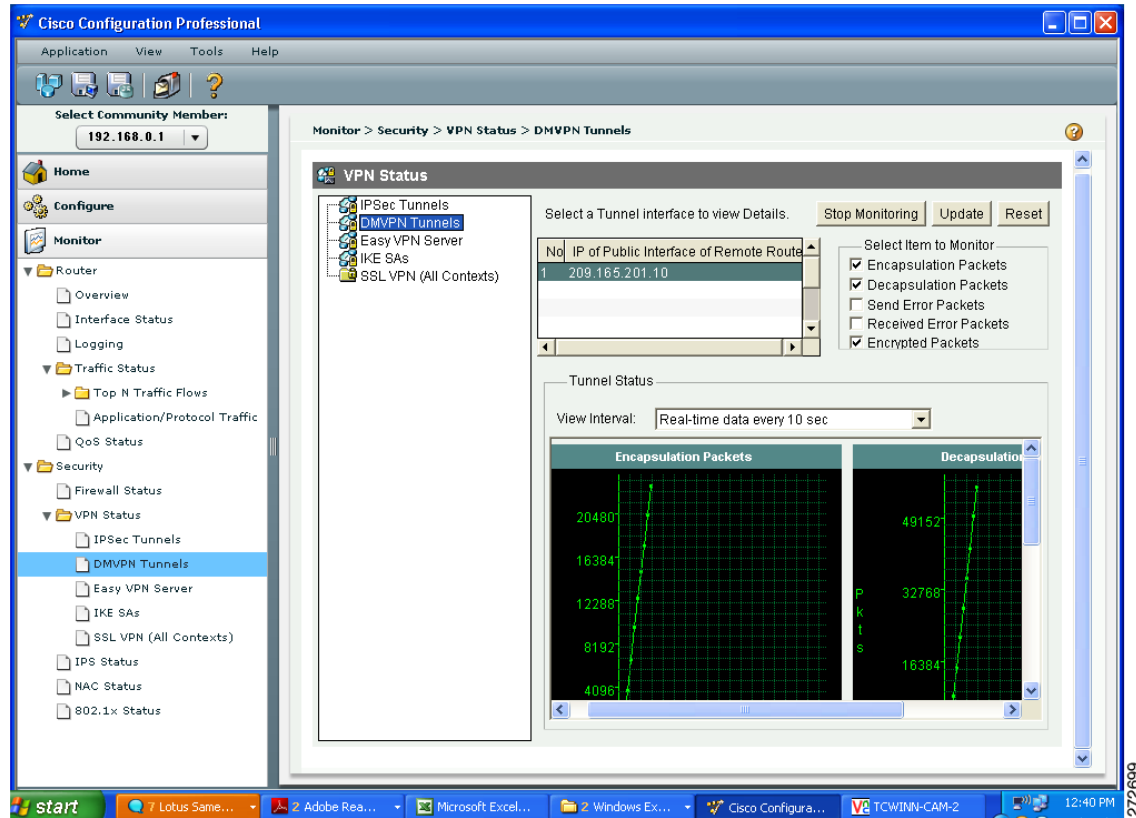 Cisco Configuration Professional
Application View Tools Help
Select Community Member:
192.168.0.1
Home
Configure
Monitor
Router
Overview
Interface Status
Logging
Traffic Status
Top N Traffic Flows
Application/Protocol Traffic
QoS Status
Security
Firewall Status
VPN Status
IPSec Tunnels
DMVPN Tunnels
Easy VPN Server
IKE SAs
SSL VPN (All Contexts)
IPS Status
NAC Status
802.1x Status
Monitor > Security > VPN Status > DMVPN Tunnels
VPN Status
IPSec Tunnels
DMVPN Tunnels
Easy VPN Server
IKE SAs
SSL VPN (All Contexts)
Select a Tunnel interface to view Details.
Stop Monitoring Update Reset
No IP of Public Interface of Remote Route
1 209.165.201.10
Select Item to Monitor
Encapsulation Packets
Decapsulation Packets
Send Error Packets
Received Error Packets
Encrypted Packets
Tunnel Status
View Interval: Real-time data every 10 sec
Encapsulation Packets
20480
16384
12288
8192
4096
Decapsulation
Pkts
49152
32768
16384
start
7 Lotus Same...
2 Adobe Rea...
Microsoft Excel...
2 Windows Ex...
Cisco Configura...
TCWINN-CAM-2
12:40 PM
272699